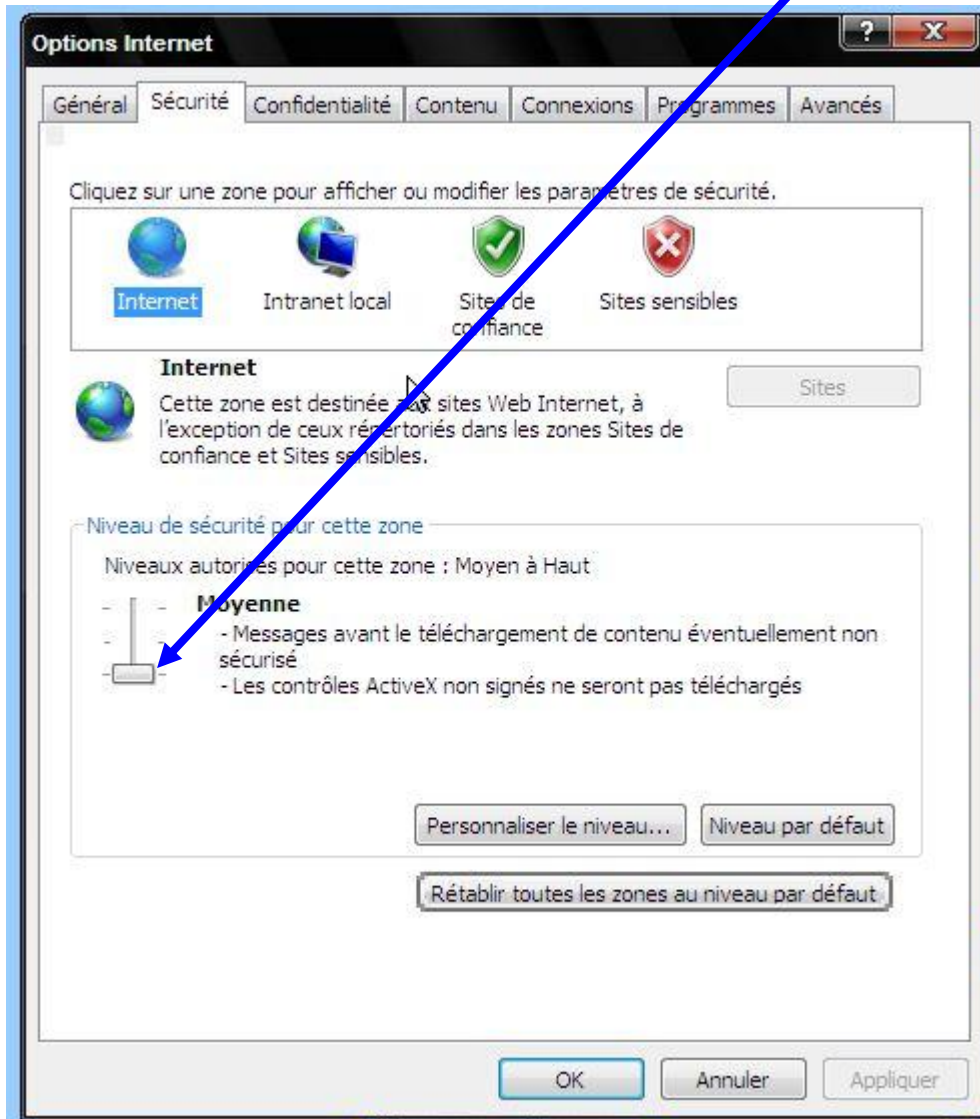 Options Internet
?
X
Général Sécurité Confidentialité Contenu Connexions Programmes Avancés
Cliquez sur une zone pour afficher ou modifier les paramètres de sécurité.
Internet
Intranet local
Sites de
confiance
Sites sensibles
Internet
Cette zone est destinée aux sites Web Internet, à
l'exception de ceux répertoriés dans les zones Sites de
confiance et Sites sensibles.
Sites
Niveau de sécurité pour cette zone
Niveaux autorisés pour cette zone : Moyen à Haut
Moyenne
- Messages avant le téléchargement de contenu éventuellement non
sécurisé
- Les contrôles ActiveX non signés ne seront pas téléchargés
Personnaliser le niveau... Niveau par défaut
Rétablir toutes les zones au niveau par défaut
OK Annuler Appliquer